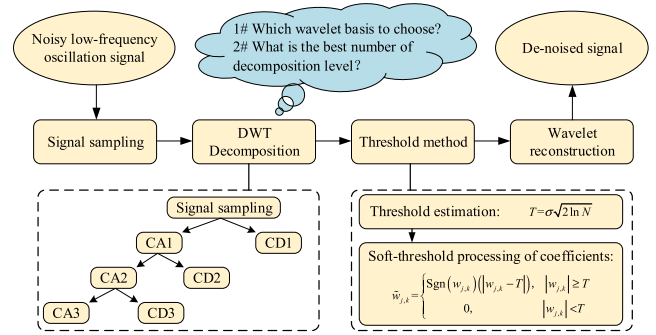 Noisy low-frequency
oscillation signal
1# Which wavelet basis to choose?
2# What is the best number of
decomposition level?
De-noised signal
Signal sampling
DWT
Decomposition
Threshold method
Wavelet
reconstruction
Signal sampling
CA1
CD1
CA2
CD2
CA3
CD3
Threshold estimation: T=σ√2 ln N
Soft-threshold processing of coefficients:
w̃j,k = { Sgn(wj,k)(|wj,k − T|), |wj,k| ≥ T
0, |wj,k| < T